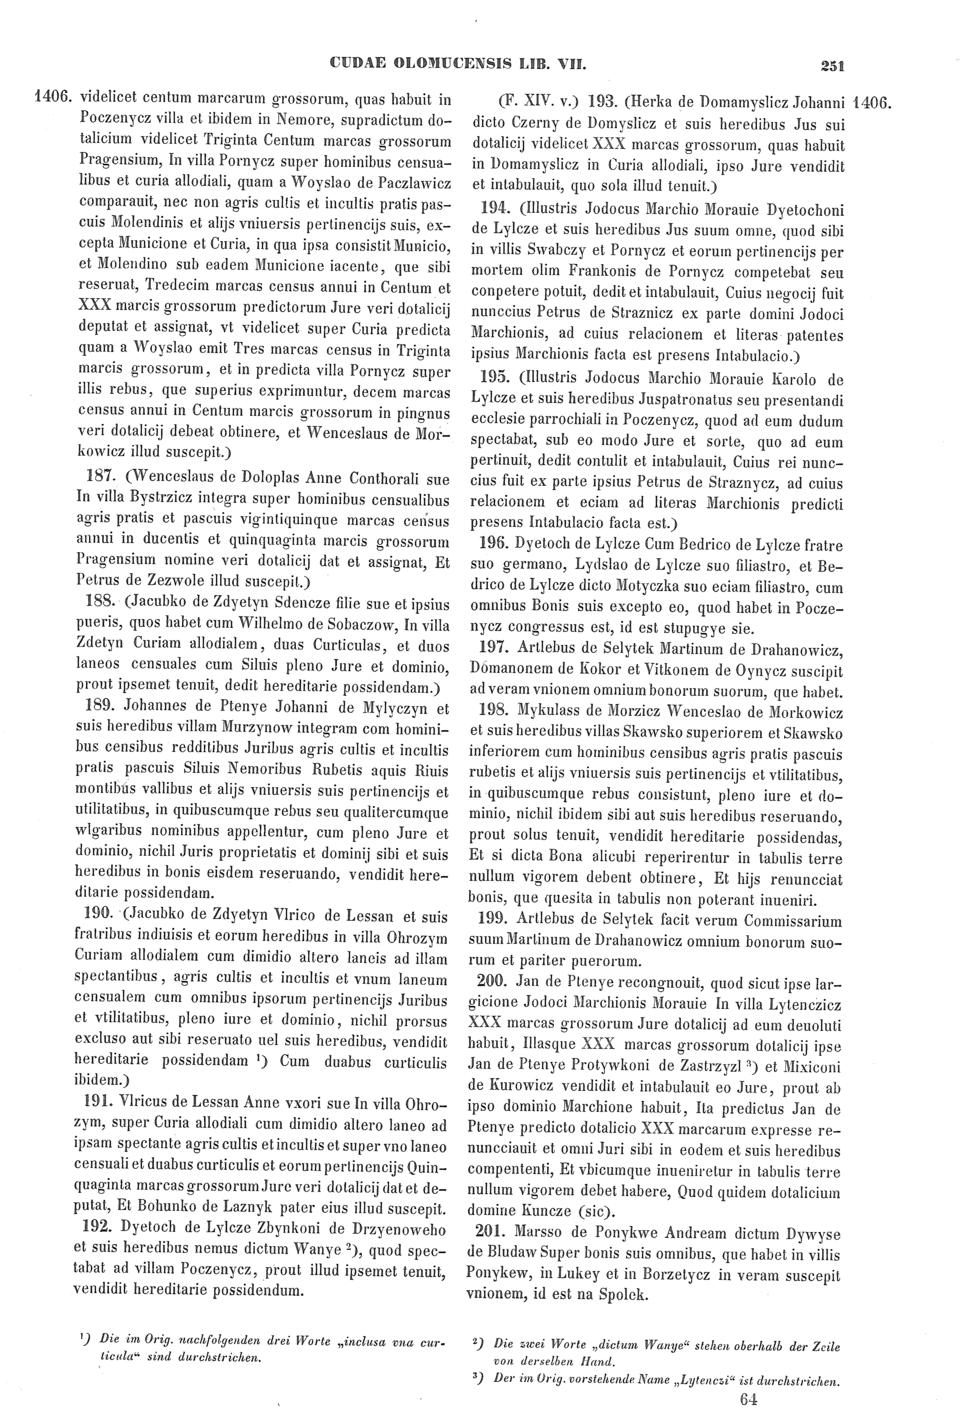 CUDAE OLOMUCENSIS LIB. VII.
251
1406. videlicet centum marcarum grossorum, quas habuit in
Poczenycz villa et ibidem in Nemore, supradictum do-
talicium videlicet Triginta Centum marcas grossorum
Pragensium, In villa Pornycz super hominibus censua-
libus et curia allodiali, quam a Woyslao de Paczlawicz
comparauit, nec non agris cultis et incultis pratis pas-
cuis Molendinis et alijs vniuersis pertinencijs suis, ex-
cepta Municione et Curia, in qua ipsa consistit Municio,
et Molendino sub eadem Municione iacente, que sibi
reseruat, Tredecim marcas census annui in Centum et
XXX marcis grossorum predictorum Jure veri dotalicij
deputat et assignat, vt videlicet super Curia predicta
quam a Woyslao emit Tres marcas census in Triginta
marcis grossorum, et in predicta villa Pornycz super
illis rebus, que superius exprimuntur, decem marcas
census annui in Centum marcis grossorum in pingnus
veri dotalicij debeat obtinere, et Wenceslaus de Mor-
kowicz illud suscepit.)
187. (Wenceslaus de Doloplas Anne Conthorali sue
In villa Bystrzicz integra super hominibus censualibus
agris pratis et pascuis vigintiquinque marcas census
annui in ducentis et quinquaginta marcis grossorum
Pragensium nomine veri dotalicij dat et assignat, Et
Petrus de Zezwole illud suscepit.)
188. (Jacubko de Zdyetyn Sdencze filie sue et ipsius
pueris, quos habet cum Wilhelmo de Sobaczow, In villa
Zdetyn Curiam allodialem, duas Curticulas, et duos
laneos censuales cum Siluis pleno Jure et dominio,
prout ipsemet tenuit, dedit hereditarie possidendam.)
189. Johannes de Ptenye Johanni de Mylyczyn et
suis heredibus villam Murzynow integram com homini-
bus censibus redditibus Juribus agris cultis et incultis
pratis pascuis Siluis Nemoribus Rubetis aquis Riuis
montibus vallibus et alijs vniuersis suis pertinencijs et
utilitatibus, in quibuscumque rebus seu qualitercumque
wlgaribus nominibus appellentur, cum pleno Jure et
dominio, nichil Juris proprietatis et dominij sibi et suis
heredibus in bonis eisdem reseruando, vendidit here-
ditarie possidendam.
190. (Jacubko de Zdyetyn Vlrico de Lessan et suis
fratribus indiuisis et eorum heredibus in villa Ohrozym
Curiam allodialem cum dimidio altero laneis ad illam
spectantibus, agris cultis et incultis et vnum laneum
censualem cum omnibus ipsorum pertinencijs Juribus
et vtilitatibus, pleno iure et dominio, nichil prorsus
excluso aut sibi reseruato uel suis heredibus, vendidit
hereditarie possidendam ¹) Cum duabus curticulis
ibidem.)
191. Vlricus de Lessan Anne vxori sue In villa Ohro-
zym, super Curia allodiali cum dimidio altero laneo ad
ipsam spectante agris cultis et incultis et super vno laneo
censuali et duabus curticulis et eorum pertinencijs Quin-
quaginta marcas grossorum Jure veri dotalicij dat et de-
putat, Et Bohunko de Laznyk pater eius illud suscepit.
192. Dyetoch de Lylcze Zbynkoni de Drzyenoweho
et suis heredibus nemus dictum Wanye ²), quod spec-
tabat ad villam Poczenycz, prout illud ipsemet tenuit,
vendidit hereditarie possidendum.
¹) Die im Orig. nachfolgenden drei Worte „inclusa vna cur-
ticula“ sind durchstrichen.
(F. XIV. v.) 193. (Herka de Domamyslicz Johanni 1406.
dicto Czerny de Domyslicz et suis heredibus Jus sui
dotalicij videlicet XXX marcas grossorum, quas habuit
in Domamyslicz in Curia allodiali, ipso Jure vendidit
et intabulauit, quo sola illud tenuit.)
194. (Illustris Jodocus Marchio Morauie Dyetochoni
de Lylcze et suis heredibus Jus suum omne, quod sibi
in villis Swabczy et Pornycz et eorum pertinencijs per
mortem olim Frankonis de Pornycz competebat seu
conpetere potuit, dedit et intabulauit, Cuius negocij fuit
nunccius Petrus de Straznicz ex parte domini Jodoci
Marchionis, ad cuius relacionem et literas patentes
ipsius Marchionis facta est presens Intabulacio.)
195. (Illustris Jodocus Marchio Morauie Karolo de
Lylcze et suis heredibus Juspatronatus seu presentandi
ecclesie parrochiali in Poczenycz, quod ad eum dudum
spectabat, sub eo modo Jure et sorte, quo ad eum
pertinuit, dedit contulit et intabulauit, Cuius rei nunc-
cius fuit ex parte ipsius Petrus de Straznycz, ad cuius
relacionem et eciam ad literas Marchionis predicti
presens Intabulacio facta est.)
196. Dyetoch de Lylcze Cum Bedrico de Lylcze fratre
suo germano, Lydslao de Lylcze suo filiastro, et Be-
drico de Lylcze dicto Motyczka suo eciam filiastro, cum
omnibus Bonis suis excepto eo, quod habet in Pocze-
nycz congressus est, id est stupugye sie.
197. Artlebus de Selytek Martinum de Drahanowicz,
Domanonem de Kokor et Vitkonem de Oynycz suscipit
ad veram vnionem omnium bonorum suorum, que habet.
198. Mykulass de Morzicz Wenceslao de Morkowicz
et suis heredibus villas Skawsko superiorem et Skawsko
inferiorem cum hominibus censibus agris pratis pascuis
rubetis et alijs vniuersis suis pertinencijs et vtilitatibus,
in quibuscumque rebus consistunt, pleno iure et do-
minio, nichil ibidem sibi aut suis heredibus reseruando,
prout solus tenuit, vendidit hereditarie possidendas,
Et si dicta Bona alicubi reperirentur in tabulis terre
nullum vigorem debent obtinere, Et hijs renuncciat
bonis, que quesita in tabulis non poterant inueniri.
199. Artlebus de Selytek facit verum Commissarium
suum Martinum de Drahanowicz omnium bonorum suo-
rum et pariter puerorum.
200. Jan de Ptenye recongnouit, quod sicut ipse lar-
gicione Jodoci Marchionis Morauie In villa Lytenczicz
XXX marcas grossorum Jure dotalicij ad eum deuoluti
habuit, Illasque XXX marcas grossorum dotalicij ipse
Jan de Ptenye Protywkoni de Zastrzyzl ³) et Mixiconi
de Kurowicz vendidit et intabulauit eo Jure, prout ab
ipso dominio Marchione habuit, Ita predictus Jan de
Ptenye predicto dotalicio XXX marcarum expresse re-
nuncciauit et omni Juri sibi in eodem et suis heredibus
compententi, Et vbicumque inueniretur in tabulis terre
nullum vigorem debet habere, Quod quidem dotalicium
domine Kuncze (sic).
201. Marsso de Ponykwe Andream dictum Dywyse
de Bludaw Super bonis suis omnibus, que habet in villis
Ponykew, in Lukey et in Borzetycz in veram suscepit
vnionem, id est na Spolek.
²) Die zwei Worte „dictum Wanye“ stehen oberhalb der Zeile
von derselben Hand.
³) Der im Orig. vorstehende Name „Lytenczi“ ist durchstrichen.
64